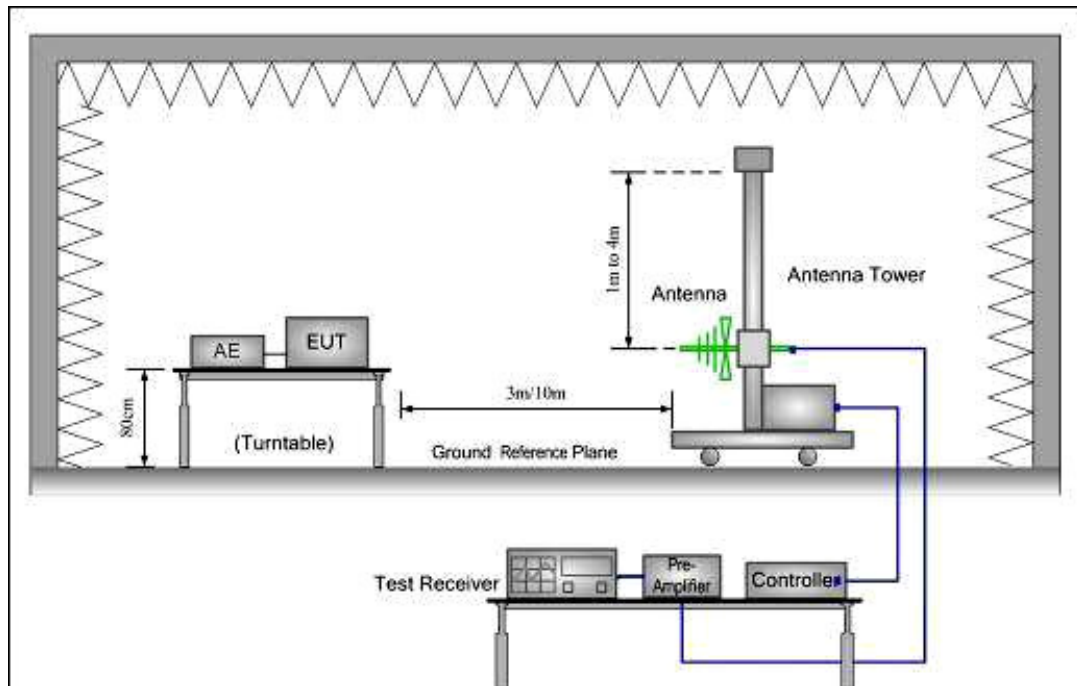 1m to 4m
Antenna Tower
Antenna
AE
EUT
80cm
3m/10m
(Turntable)
Ground Reference Plane
Test Receiver
Pre-
Amplifier
Controller